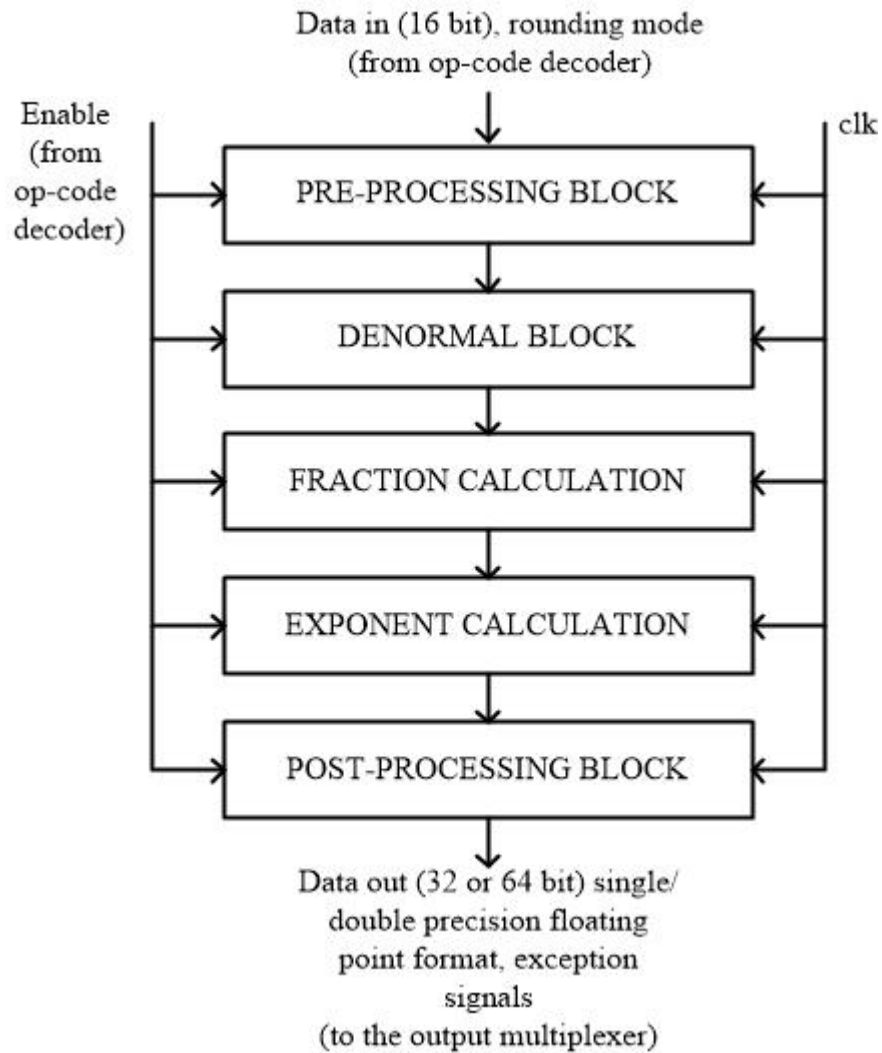 Data in (16 bit), rounding mode
(from op-code decoder)
Enable
(from
op-code
decoder)
clk
PRE-PROCESSING BLOCK
DENORMAL BLOCK
FRACTION CALCULATION
EXPONENT CALCULATION
POST-PROCESSING BLOCK
Data out (32 or 64 bit) single/
double precision floating
point format, exception
signals
(to the output multiplexer)